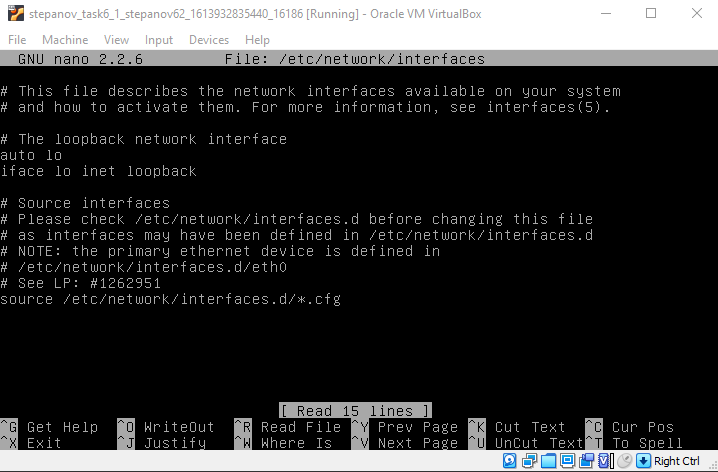 stepanov_task6_1_stepanov62_1613932835440_16186 [Running] - Oracle VM VirtualBox
File Machine View Input Devices Help
GNU nano 2.2.6 File: /etc/network/interfaces
# This file describes the network interfaces available on your system
# and how to activate them. For more information, see interfaces(5).
# The loopback network interface
auto lo
iface lo inet loopback
# Source interfaces
# Please check /etc/network/interfaces.d before changing this file
# as interfaces may have been defined in /etc/network/interfaces.d
# NOTE: the primary ethernet device is defined in
# /etc/network/interfaces.d/eth0
# See LP: #1262951
source /etc/network/interfaces.d/*.cfg
[ Read 15 lines ]
^G Get Help ^O WriteOut ^R Read File ^Y Prev Page ^K Cut Text ^C Cur Pos
^X Exit ^J Justify ^W Where Is ^V Next Page ^U UnCut Text ^T To Spell
Right Ctrl